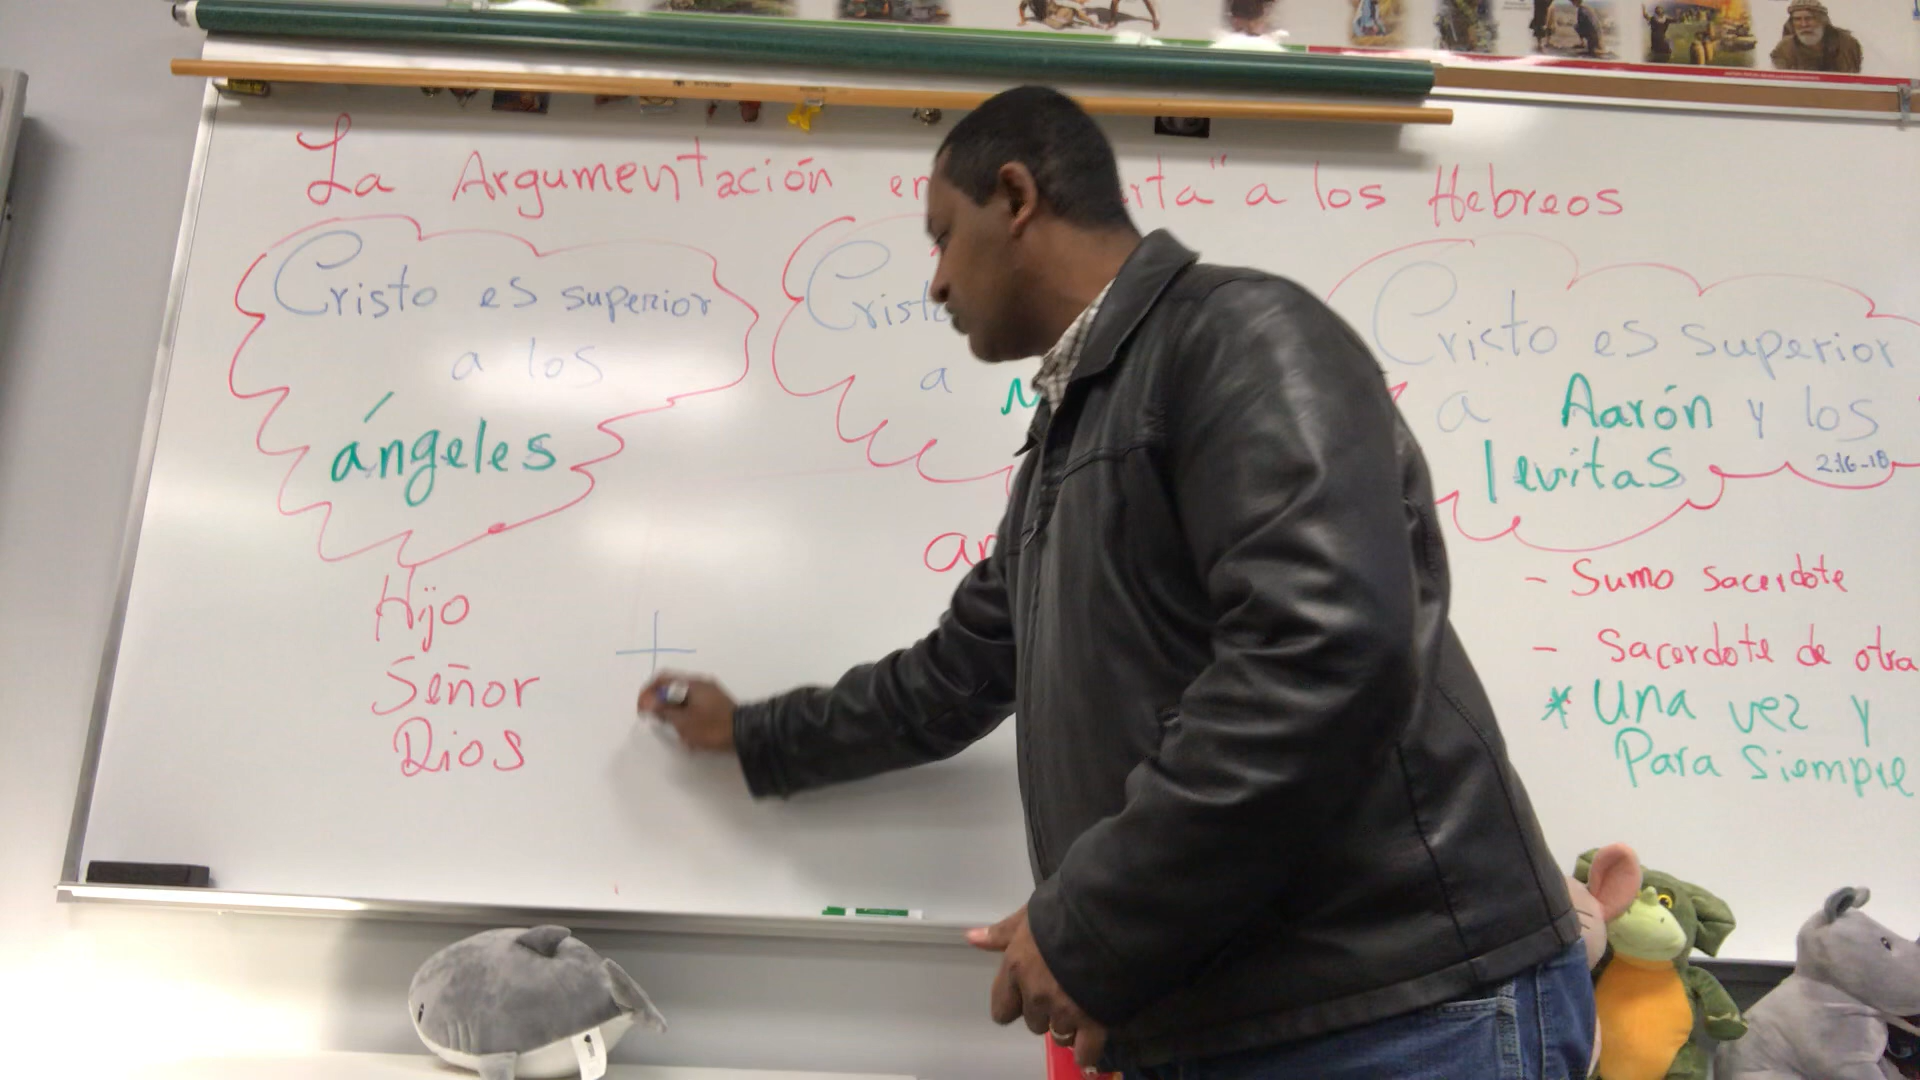 La Argumentación en "a los Hebreos
Cristo es superior
a los
ángeles
Hijo
Señor
Dios
a
Cristo es superior
a Aarón y los
levitas
2:16-18
- Sumo sacerdote
- Sacerdote de otra
* Una vez y
Para Siempre